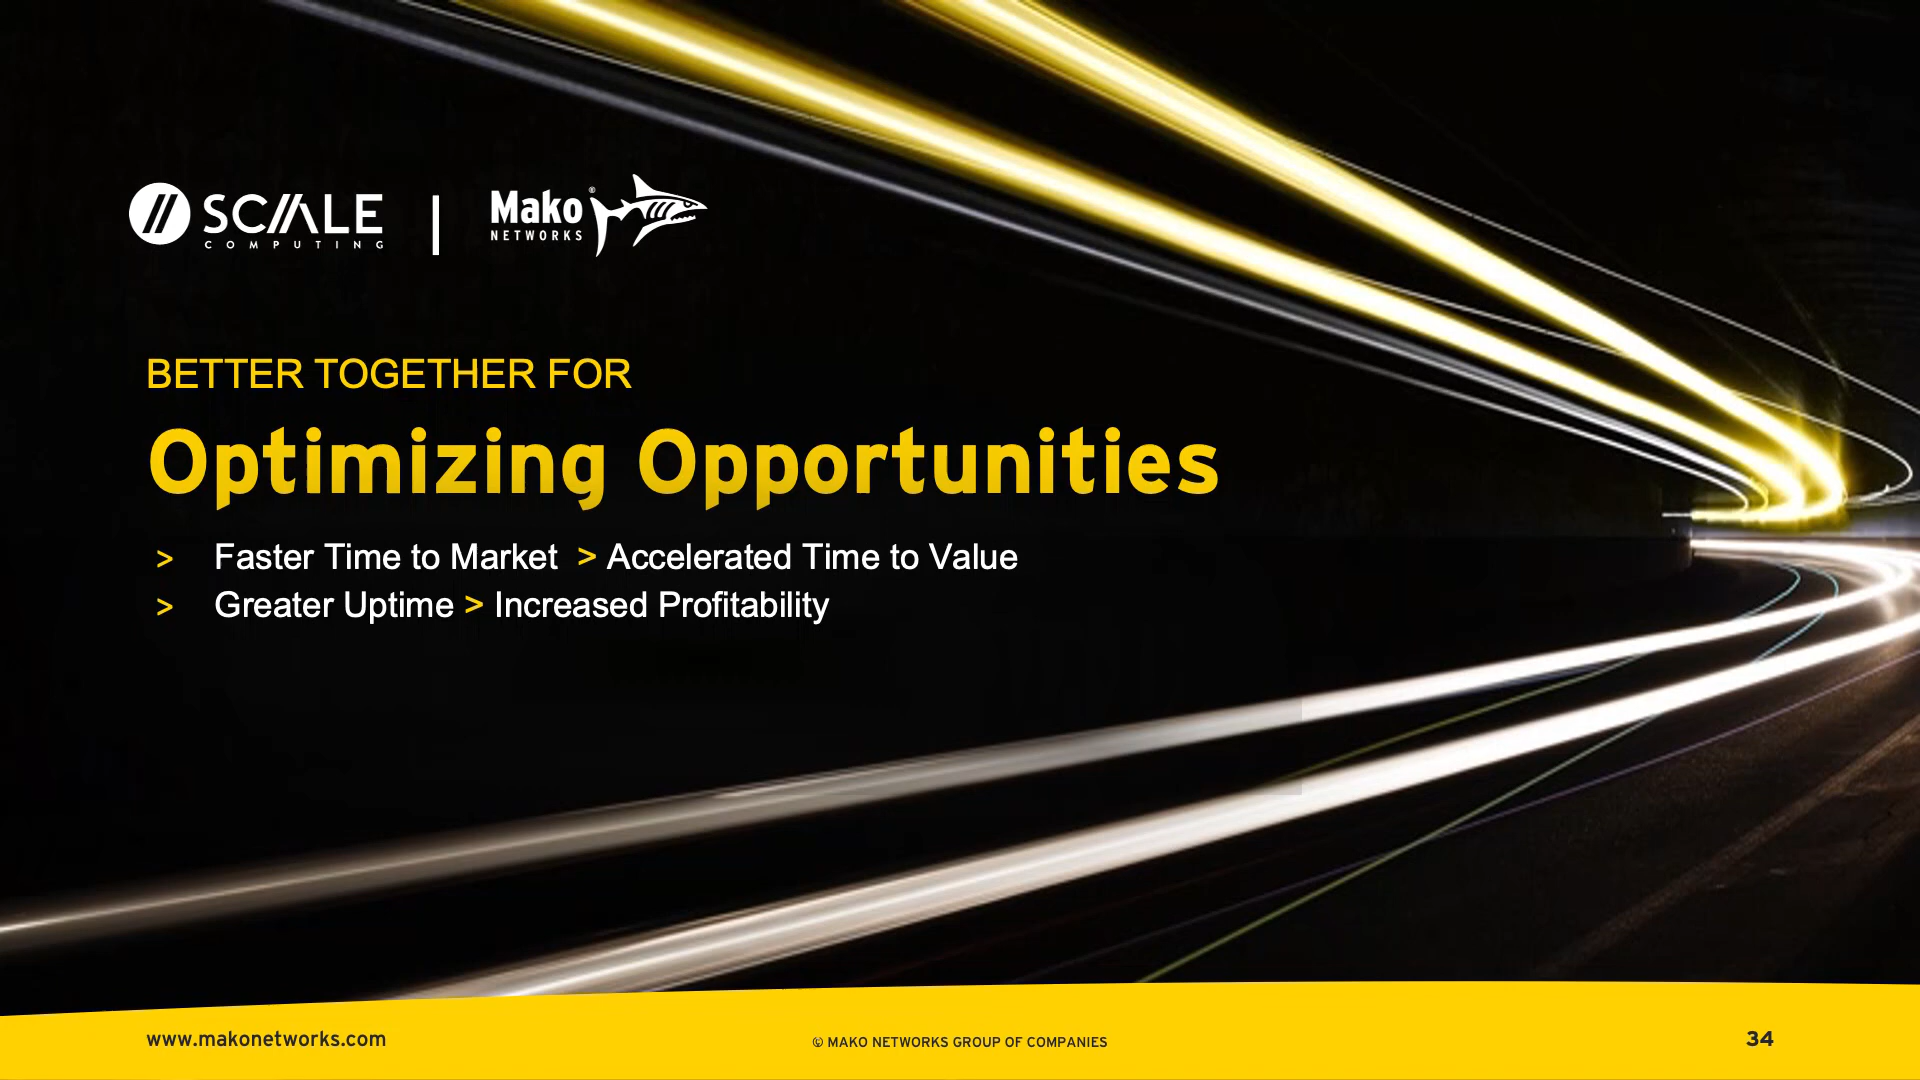 SCALE
COMPUTING
|
Mako®
NETWORKS
BETTER TOGETHER FOR
Optimizing Opportunities
> Faster Time to Market > Accelerated Time to Value
> Greater Uptime > Increased Profitability
www.makonetworks.com
© MAKO NETWORKS GROUP OF COMPANIES
34